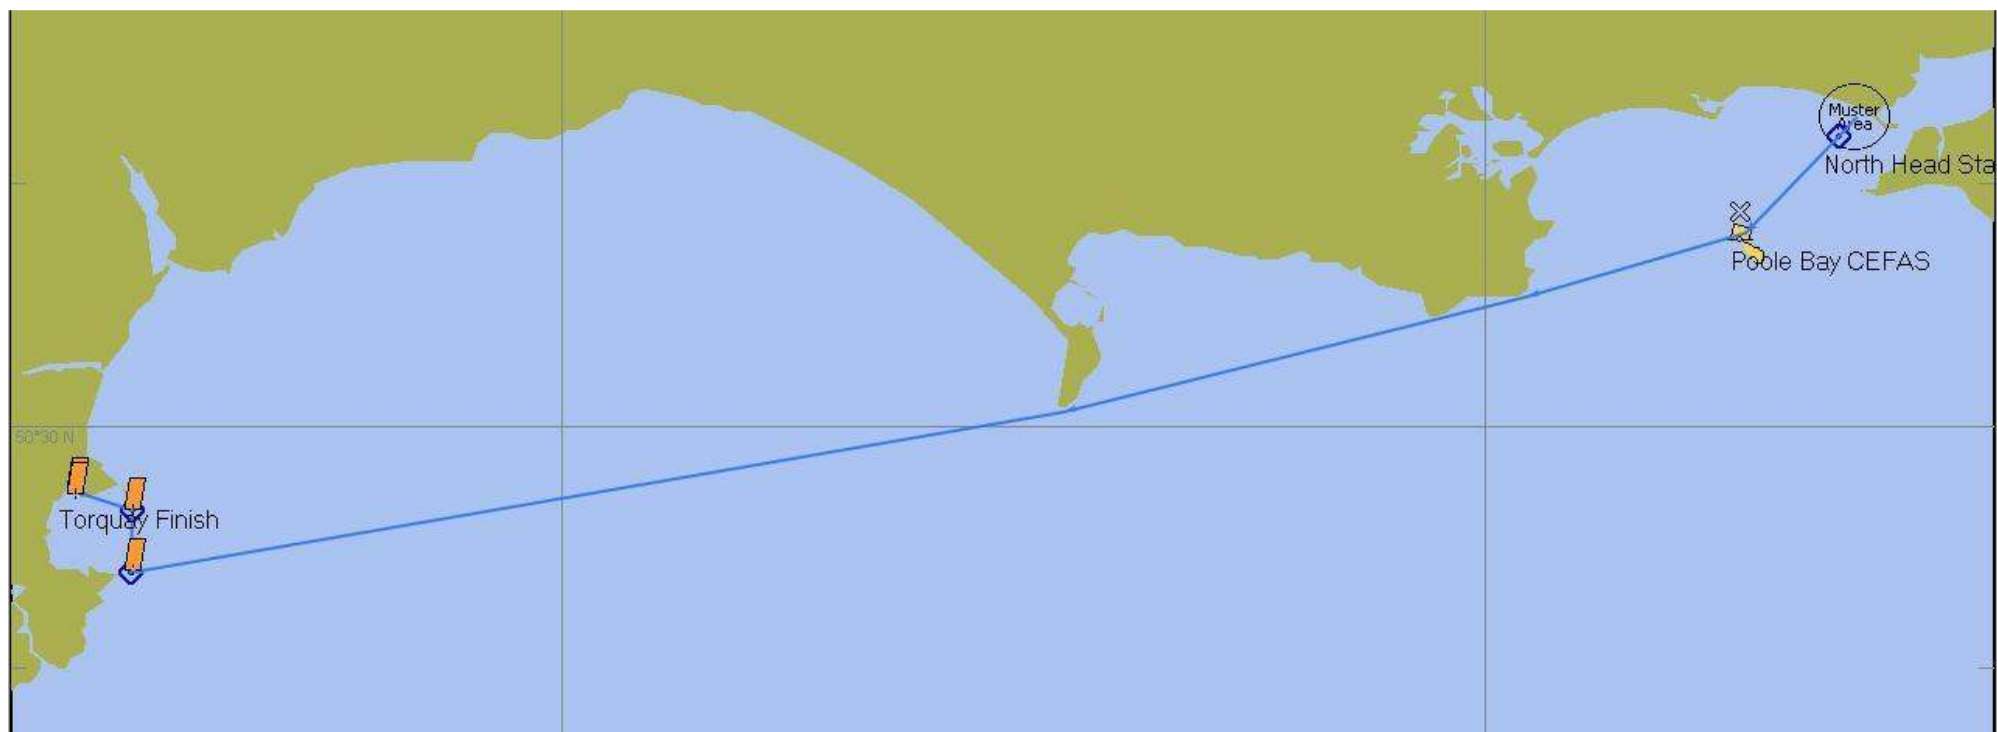 Muster
Area
North Head Sta
Poole Bay CEFAS
50°30 N
Torquay Finish